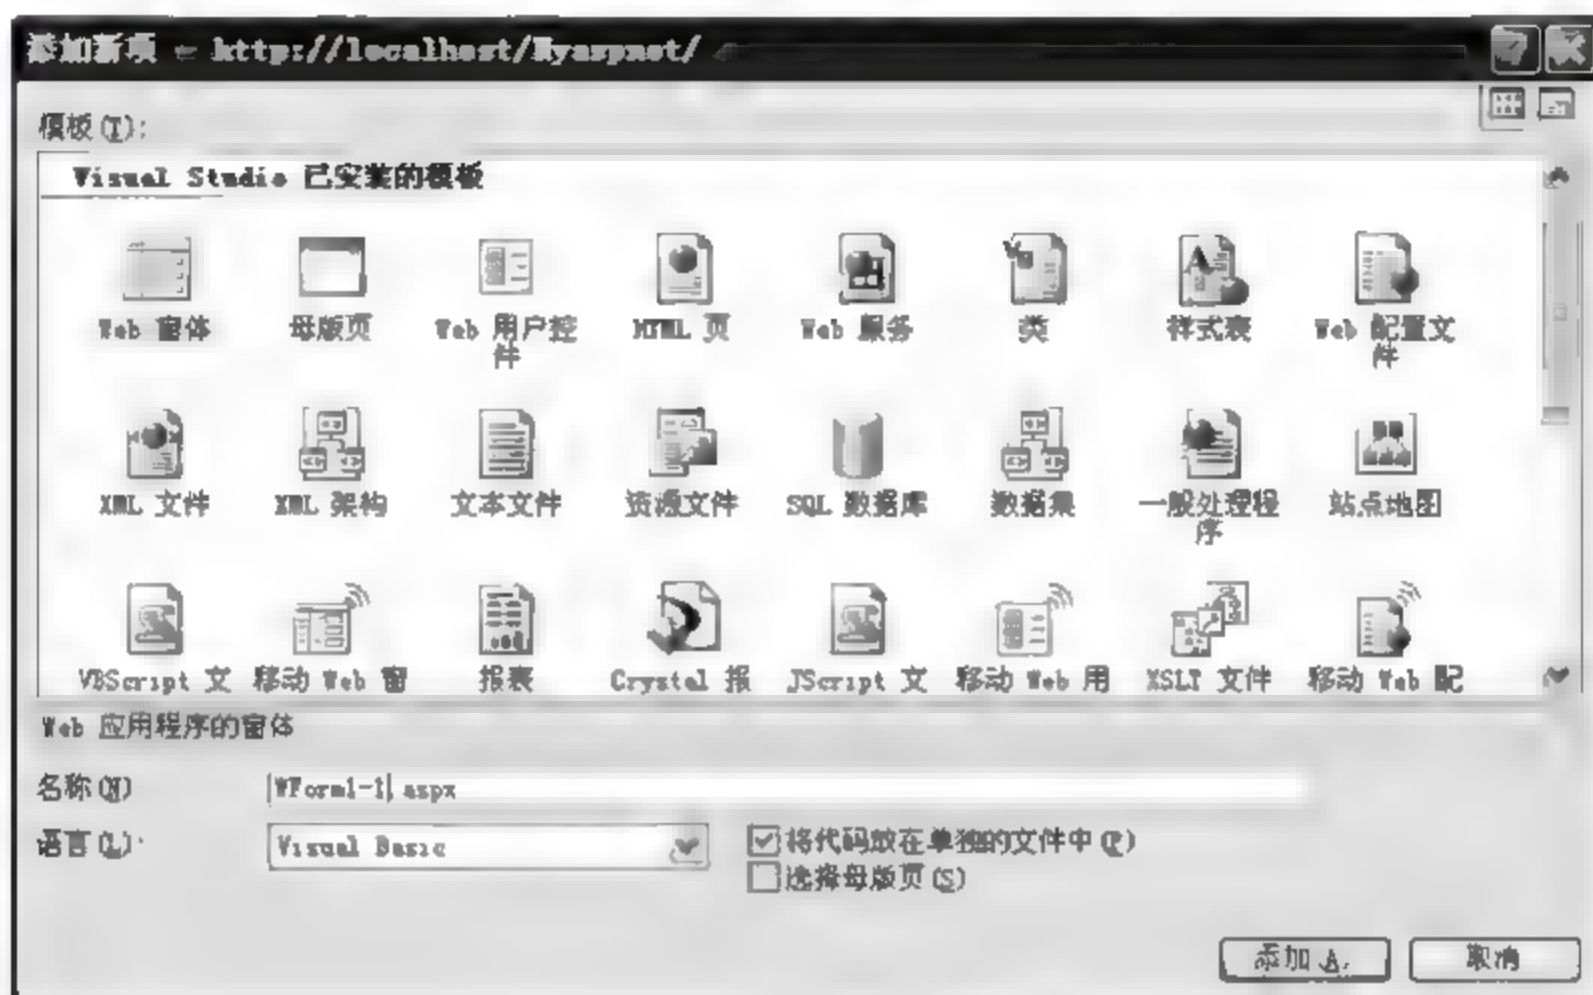 添加新项 - http://localhost/Myaspnet/
模板(T):
Visual Studio 已安装的模板
Web 窗体 母版页 Web 用户控件 HTML 页 Web 服务 类 样式表 Web 配置文件
XML 文件 XML 架构 文本文件 资源文件 SQL 数据库 数据集 一般处理程序 站点地图
VBScript 文 移动 Web 窗 报表 Crystal 报 JScript 文 移动 Web 用 XSLT 文件 移动 Web 配
Web 应用程序的窗体
名称(N) WForm1-1.aspx
语言(L): Visual Basic 将代码放在单独的文件中(P)
选择母版页(S)
添加 A. 取消